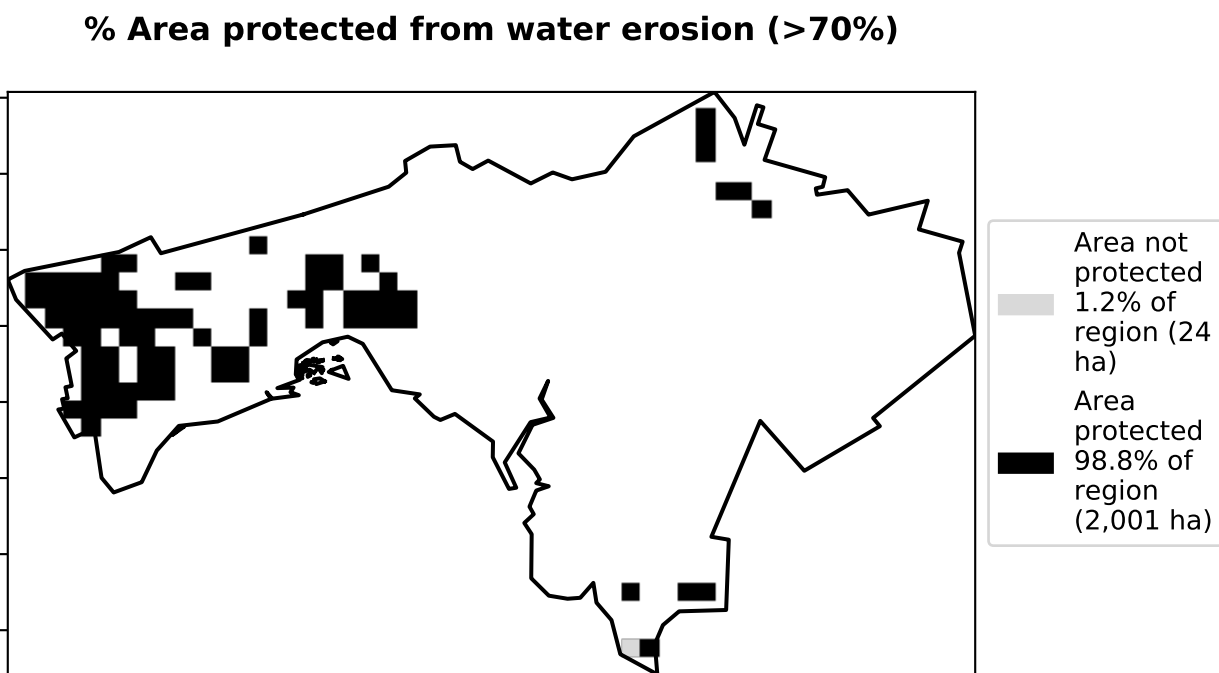 % Area protected from water erosion (>70%)
Area not
protected
1.2% of
region (24
ha)
Area
protected
98.8% of
region
(2,001 ha)